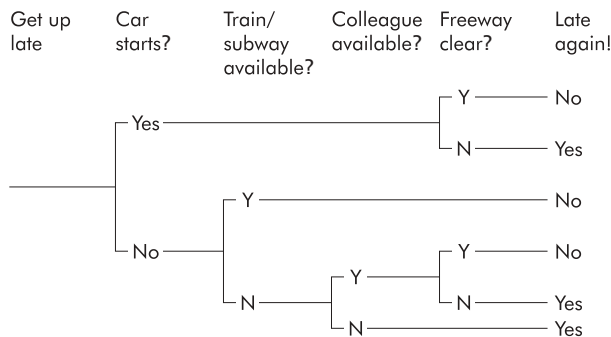 Get up late
Car starts?
Train/ subway available?
Colleague available?
Freeway clear?
Late again!
Y No
Yes
N Yes
Y No
No
Y No
Y
N
N Yes
N Yes